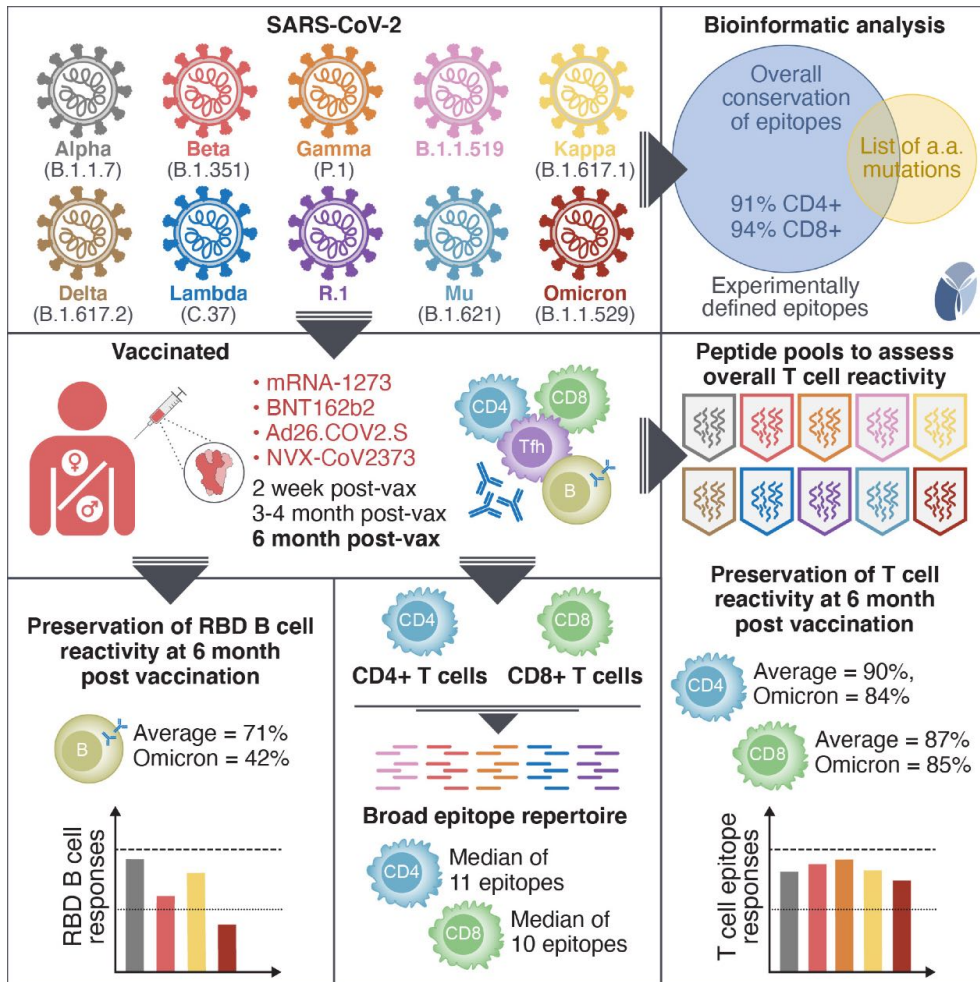 SARS-CoV-2
Alpha
(B.1.1.7)
Beta
(B.1.351)
Gamma
(P.1)
B.1.1.519
Kappa
(B.1.617.1)
Delta
(B.1.617.2)
Lambda
(C.37)
R.1
Mu
(B.1.621)
Omicron
(B.1.1.529)
Bioinformatic analysis
Overall
conservation
of epitopes
91% CD4+
94% CD8+
List of a.a.
mutations
Experimentally
defined epitopes
Vaccinated
• mRNA-1273
• BNT162b2
• Ad26.COV2.S
• NVX-CoV2373
2 week post-vax
3-4 month post-vax
6 month post-vax
CD4
CD8
Tfh
B
Peptide pools to assess
overall T cell reactivity
Preservation of T cell
reactivity at 6 month
post vaccination
CD4
Average = 90%,
Omicron = 84%
CD8
Average = 87%
Omicron = 85%
T cell epitope
responses
Preservation of RBD B cell
reactivity at 6 month
post vaccination
B
Average = 71%
Omicron = 42%
RBD B cell
responses
CD4
CD8
CD4+ T cells
CD8+ T cells
Broad epitope repertoire
CD4
Median of
11 epitopes
CD8
Median of
10 epitopes